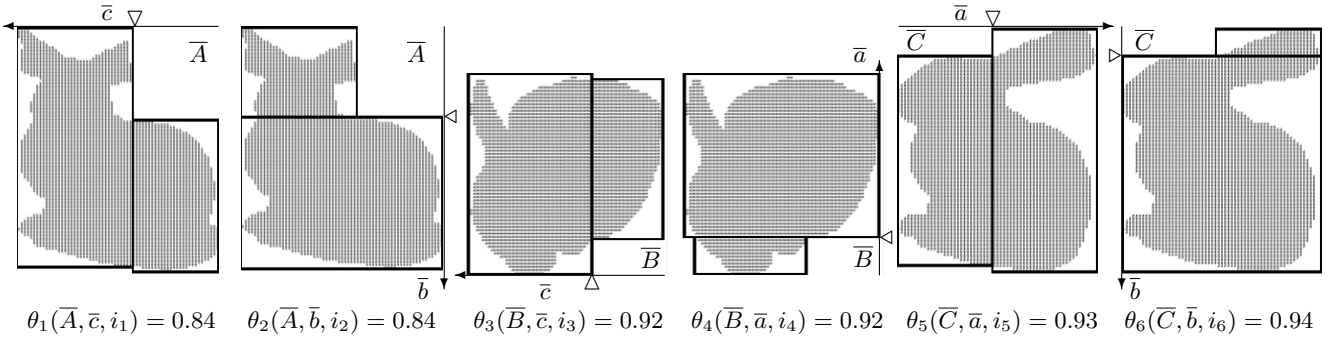 c̅ A̅ A̅ a̅ C̅ a̅ C̅
B̅ c̅ b̅ B̅ b̅
θ₁(A̅, c̅, i₁) = 0.84 θ₂(A̅, b̅, i₂) = 0.84 θ₃(B̅, c̅, i₃) = 0.92 θ₄(B̅, a̅, i₄) = 0.92 θ₅(C̅, a̅, i₅) = 0.93 θ₆(C̅, b̅, i₆) = 0.94